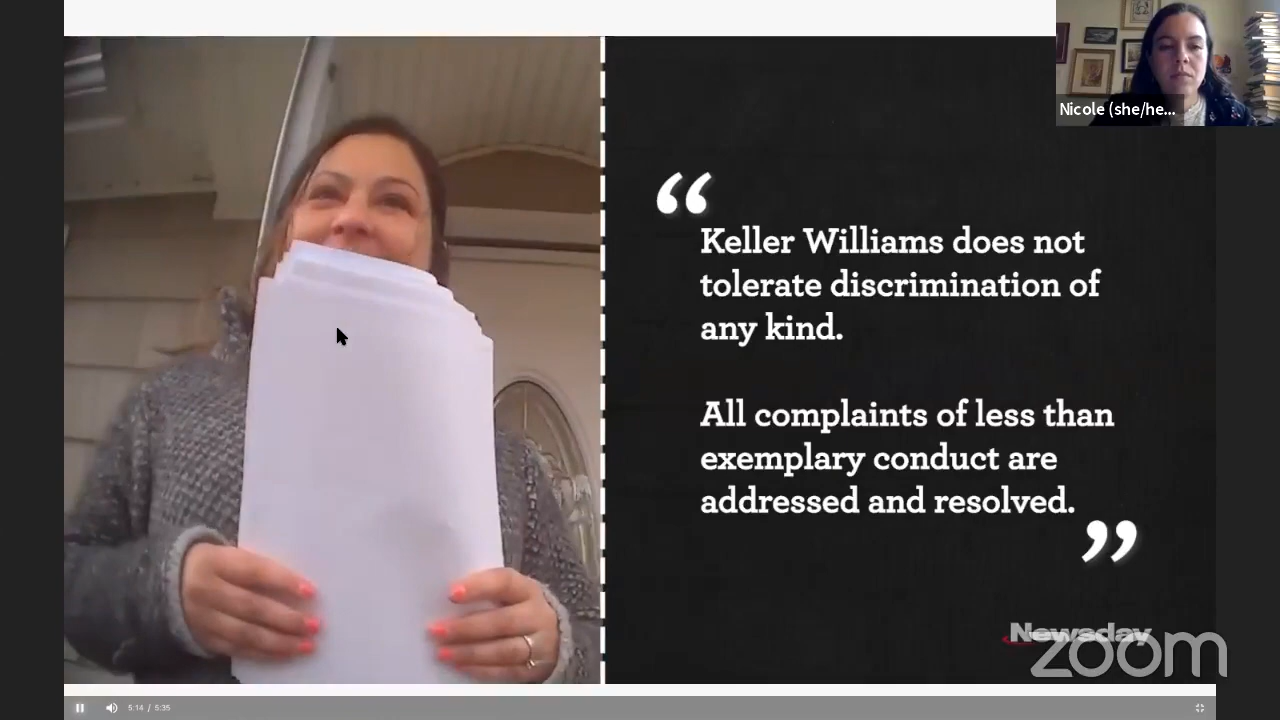 Nicole (she/he...
“
Keller Williams does not
tolerate discrimination of
any kind.
All complaints of less than
exemplary conduct are
addressed and resolved.
”
Newsday
zoom
5:14 / 5:35